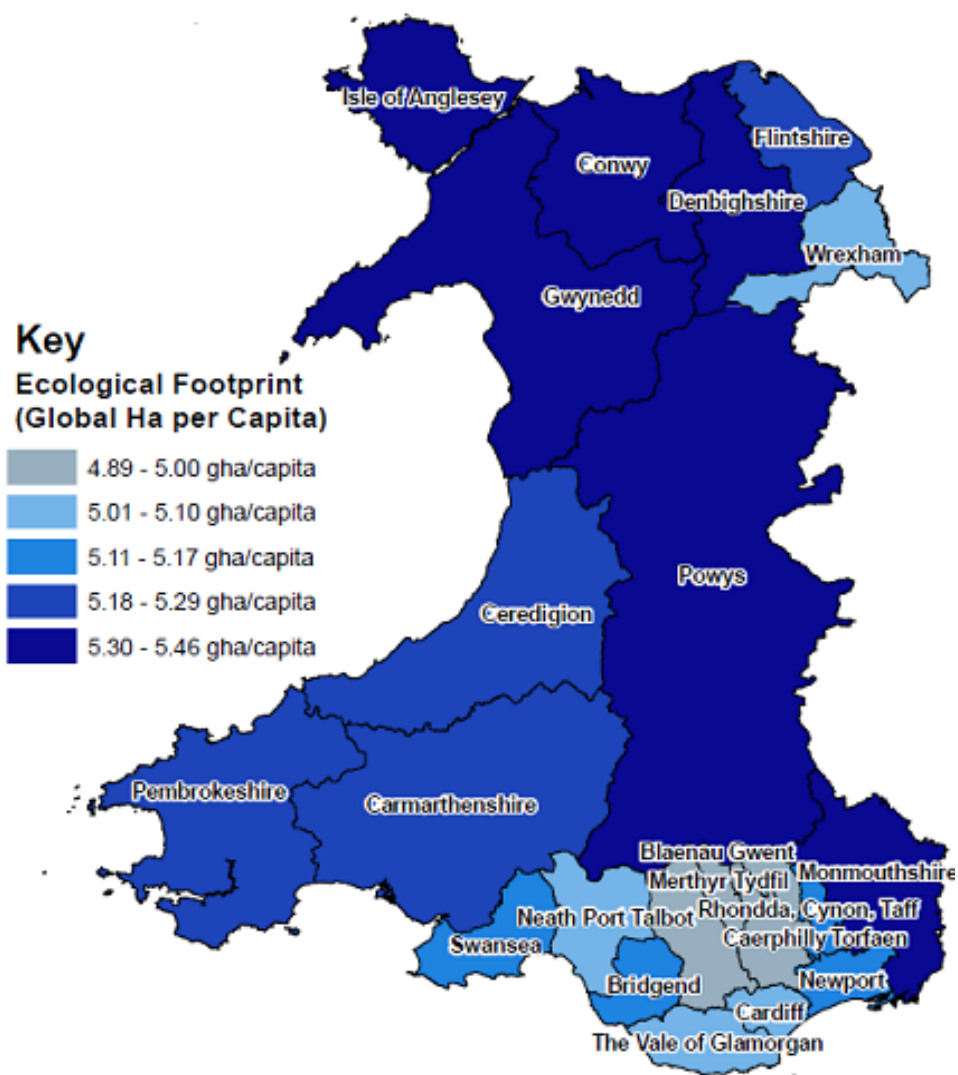 Isle of Anglesey
Flintshire
Conwy
Denbighshire
Wrexham
Gwynedd
Key
Ecological Footprint
(Global Ha per Capita)
4.89 - 5.00 gha/capita
5.01 - 5.10 gha/capita
5.11 - 5.17 gha/capita
5.18 - 5.29 gha/capita
5.30 - 5.46 gha/capita
Powys
Ceredigion
Pembrokeshire
Carmarthenshire
Blaenau Gwent
Monmouthshire
Merthyr Tydfil
Neath Port Talbot
Rhondda, Cynon, Taff
Swansea
Caerphilly Torfaen
Bridgend
Newport
Cardiff
The Vale of Glamorgan